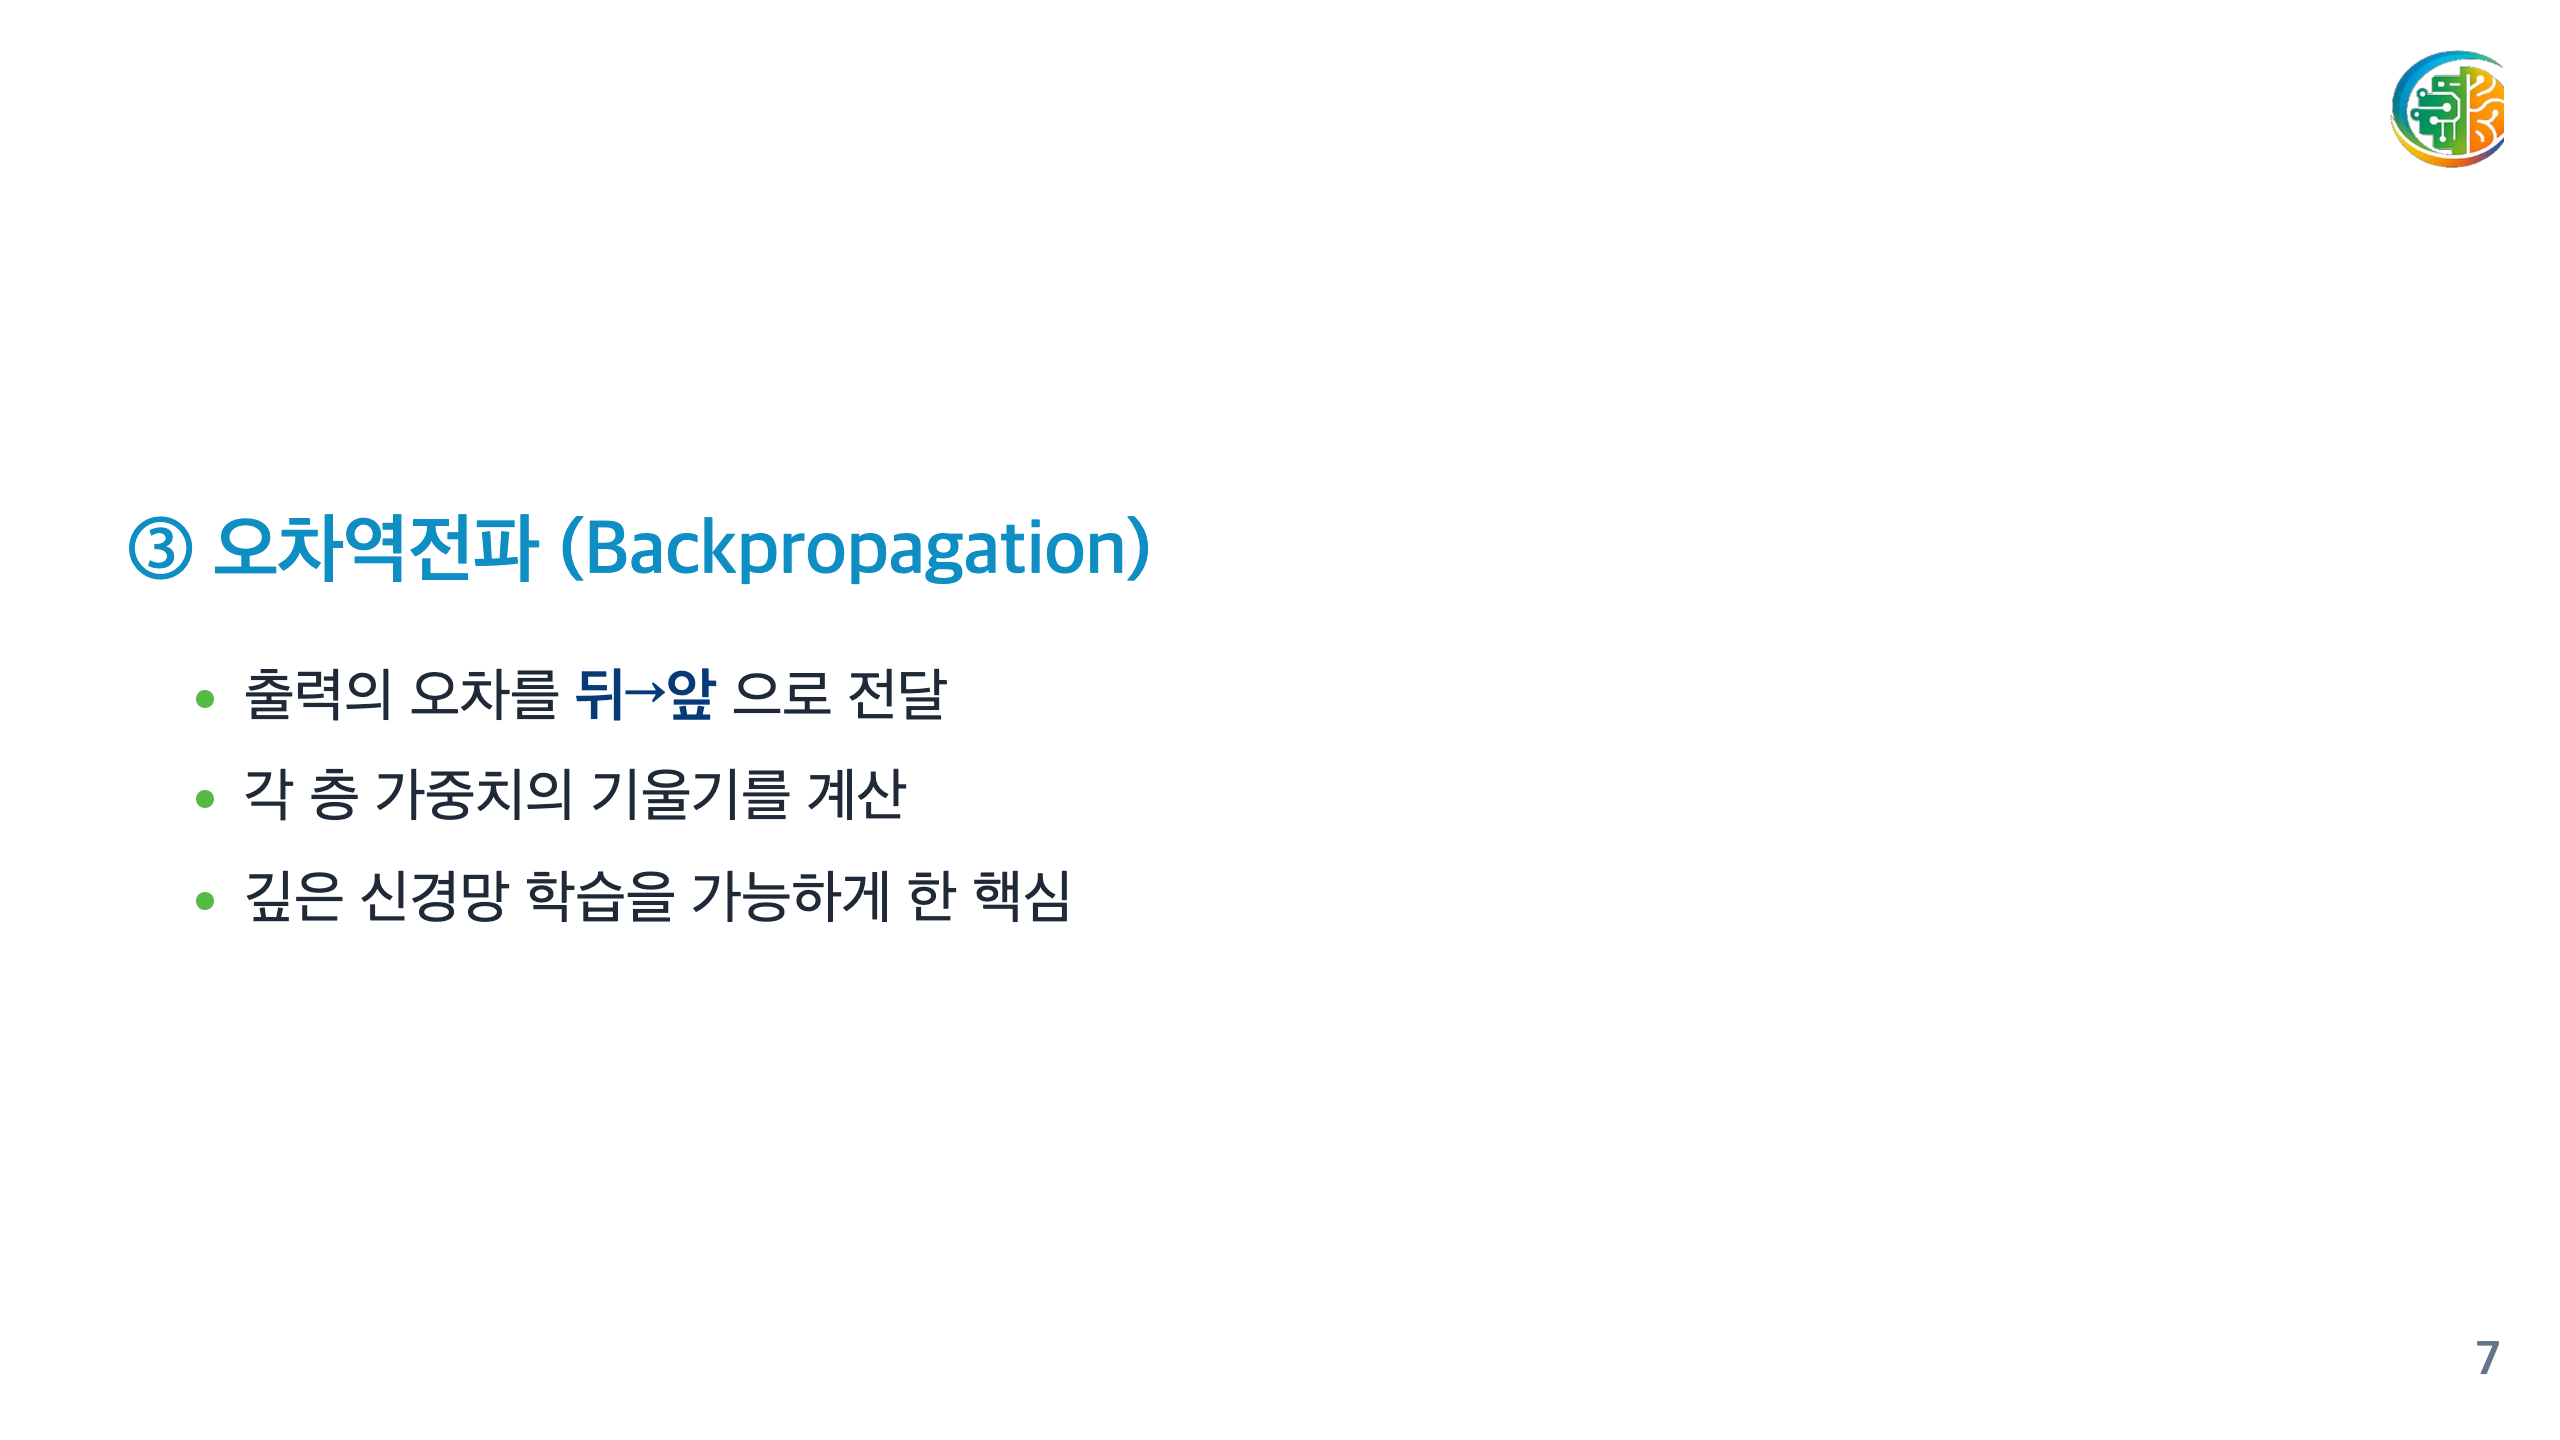 ③ 오차역전파 (Backpropagation)
• 출력의 오차를 뒤→앞 으로 전달
• 각 층 가중치의 기울기를 계산
• 깊은 신경망 학습을 가능하게 한 핵심
7